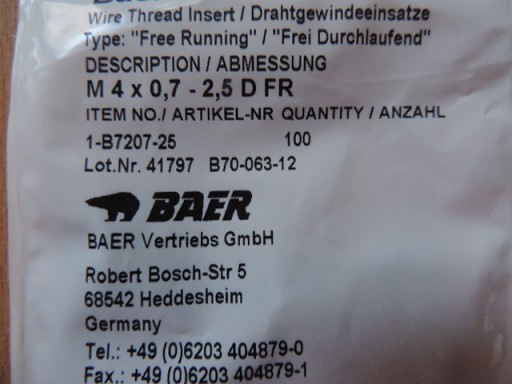 Wire Thread Insert / Drahtgewindeeinsatze
Type: "Free Running" / "Frei Durchlaufend"
DESCRIPTION / ABMESSUNG
M 4 x 0,7 - 2,5 D FR
ITEM NO./ ARTIKEL-NR QUANTITY / ANZAHL
1-B7207-25 100
Lot.Nr. 41797 B70-063-12
BAER
BAER Vertriebs GmbH
Robert Bosch-Str 5
68542 Heddesheim
Germany
Tel.: +49 (0)6203 404879-0
Fax.: +49 (0)6203 404879-1